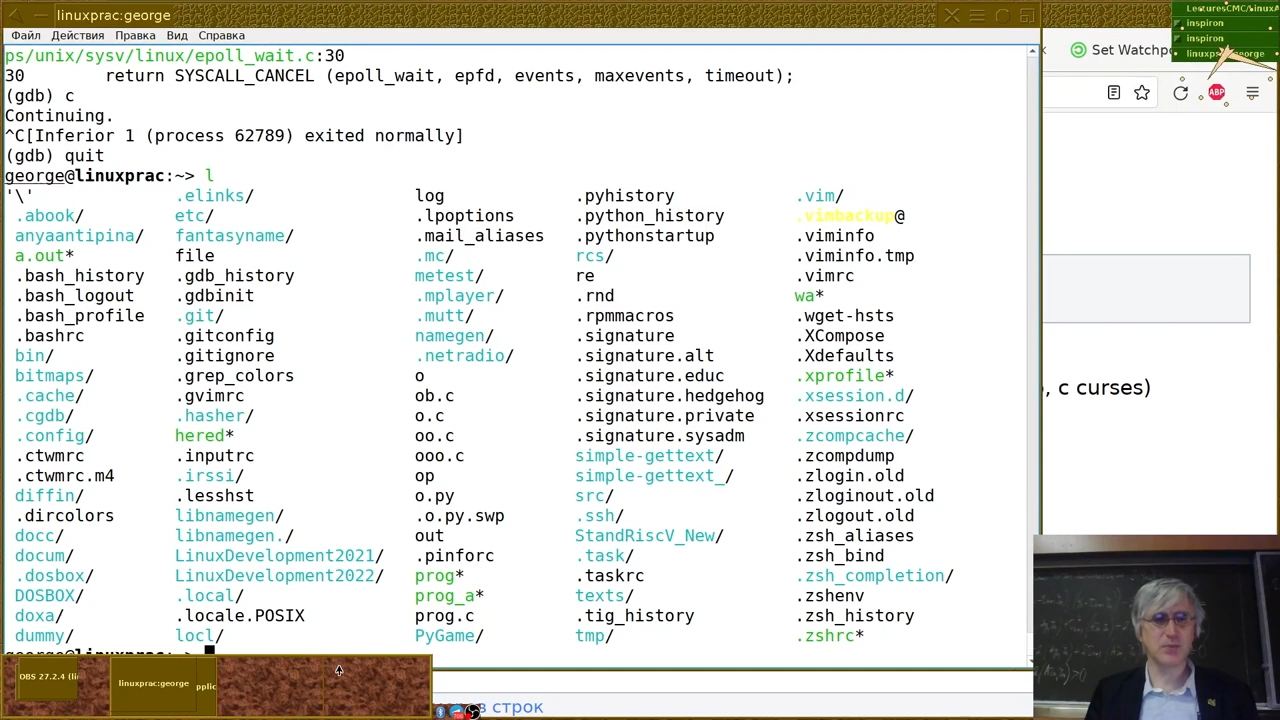 linuxprac:george
Файл Действия Правка Вид Справка
ps/unix/sysv/linux/epoll_wait.c:30
30        return SYSCALL_CANCEL (epoll_wait, epfd, events, maxevents, timeout);
(gdb) c
Continuing.
^C[Inferior 1 (process 62789) exited normally]
(gdb) quit
george@linuxprac:~> l
'\' .elinks/ log .pyhistory .vim/
.abook/ etc/ .lpoptions .python_history .vimbackup@
anyaantipina/ fantasyname/ .mail_aliases .pythonstartup .viminfo
a.out* file .mc/ rcs/ .viminfo.tmp
.bash_history .gdb_history metest/ re .vimrc
.bash_logout .gdbinit .mplayer/ .rnd wa*
.bash_profile .git/ .mutt/ .rpmmacros .wget-hsts
.bashrc .gitconfig namegen/ .signature .XCompose
bin/ .gitignore .netradio/ .signature.alt .Xdefaults
bitmaps/ .grep_colors o .signature.educ .xprofile*
.cache/ .gvimrc ob.c .signature.hedgehog .xsession.d/
.cgdb/ .hasher/ o.c .signature.private .xsessionrc
.config/ hered* oo.c .signature.sysadm .zcompcache/
.ctwmrc .inputrc ooo.c simple-gettext/ .zcompdump
.ctwmrc.m4 .irssi/ op simple-gettext_/ .zlogin.old
diffin/ .lesshst o.py src/ .zloginout.old
.dircolors libnamegen/ .o.py.swp .ssh/ .zlogout.old
docc/ libnamegen./ out StandRiscV_New/ .zsh_aliases
docum/ LinuxDevelopment2021/ .pinforc .task/ .zsh_bind
.dosbox/ LinuxDevelopment2022/ prog* .taskrc .zsh_completion/
DOSBOX/ .local/ prog_a* texts/ .zshenv
doxa/ .locale.POSIX prog.c .tig_history .zsh_history
dummy/ locl/ PyGame/ tmp/ .zshrc*
george@linuxprac:~>
LecturesCMC/LinuxA
inspiron
inspiron
linuxprac:george
Set Watchpo
ABP
, c curses)
в строк
OBS 27.2.4 (li
linuxprac:george
pplic